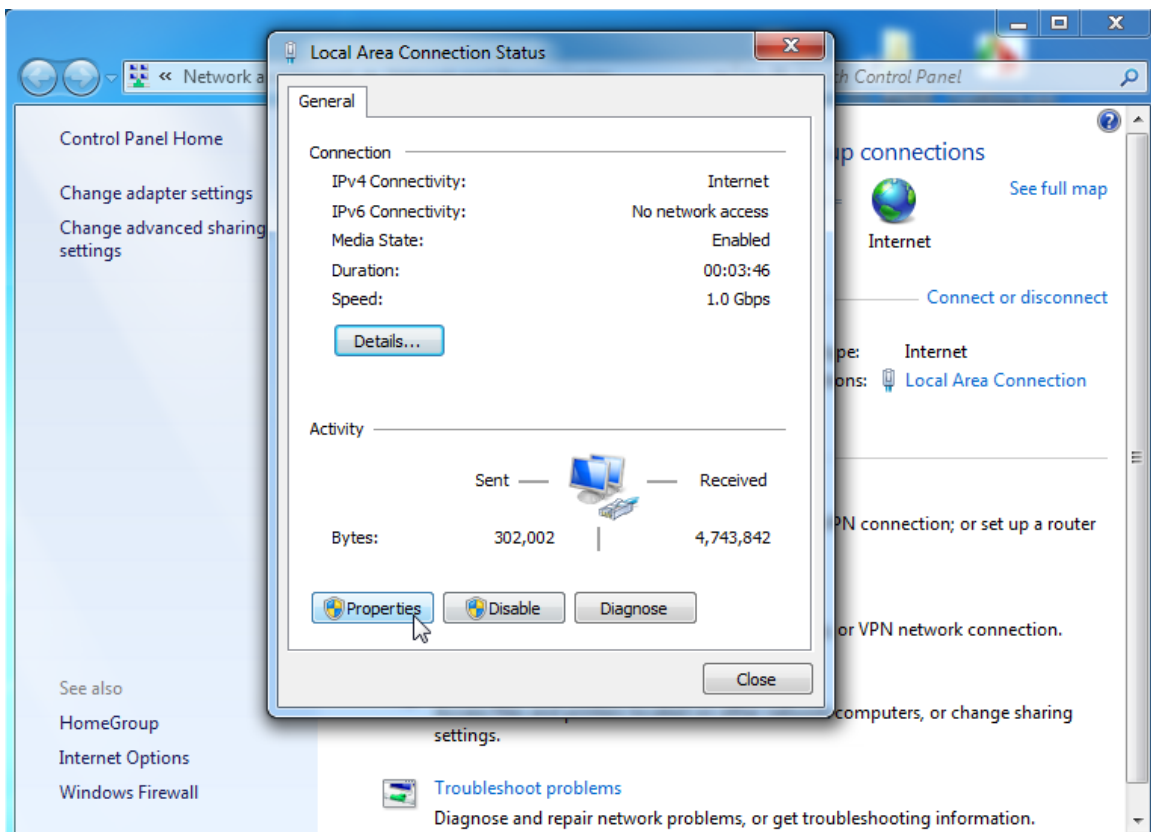 Local Area Connection Status
« Network a
Control Panel
General
Control Panel Home
Change adapter settings
Change advanced sharing
settings
Connection
IPv4 Connectivity: Internet
IPv6 Connectivity: No network access
Media State: Enabled
Duration: 00:03:46
Speed: 1.0 Gbps
Details...
Activity
Sent Received
Bytes: 302,002 4,743,842
Properties Disable Diagnose
Close
up connections
See full map
Internet
Connect or disconnect
pe: Internet
ons: Local Area Connection
PN connection; or set up a router
or VPN network connection.
computers, or change sharing
settings.
Troubleshoot problems
Diagnose and repair network problems, or get troubleshooting information.
See also
HomeGroup
Internet Options
Windows Firewall